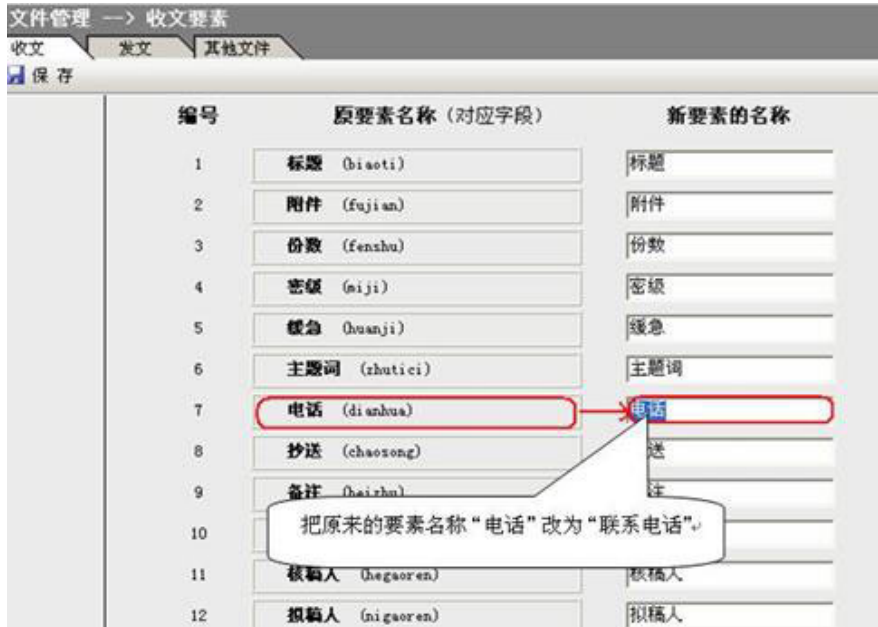 文件管理 --> 收文要素
收文 发文 其他文件
保存
编号 原要素名称（对应字段） 新要素的名称
1 标题 (biaoti) 标题
2 附件 (fujian) 附件
3 份数 (fenshu) 份数
4 密级 (miji) 密级
5 缓急 (huanji) 缓急
6 主题词 (zhutici) 主题词
7 电话 (dianhua) 电话
8 抄送 (chaosong) 送
9 备注 (beizhu) 注
把原来的要素名称“电话”改为“联系电话”
10
11 核稿人 (hegaoren) 核稿人
12 拟稿人 (nigaoren) 拟稿人